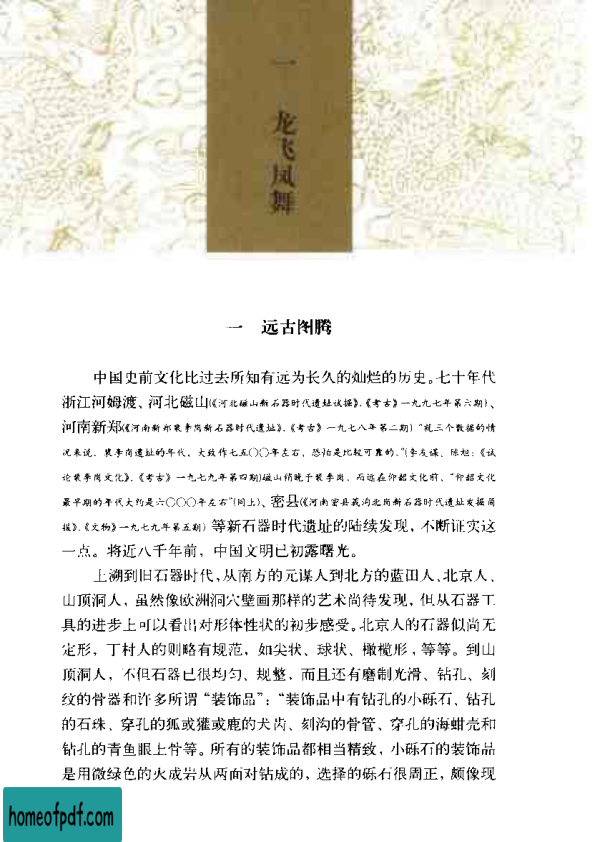 一
龙飞凤舞
一 远古图腾
中国史前文化比过去所知有远为长久的灿烂的历史。七十年代
浙江河姆渡、河北磁山(《河北磁山新石器时代遗址试掘》，《考古》一九九七年第六期)、
河南新郑(《河南新郑裴李岗新石器时代遗址》，《考古》一九七八年第二期) “就三个数据的情
况来说，裴李岗遗址的年代，大致作七五〇〇年左右，恐怕是比较可靠的。”(李友谋、陈旭：《试
论裴李岗文化》，《考古》一九七九年第四期)磁山稍晚于裴李岗，而远在仰韶文化前，“仰韶文化
最早期的年代大约是六〇〇〇年左右”(同上)、密县(《河南密县莪沟北岗新石器时代遗址发掘简
报》，《文物》一九七九年第五期) 等新石器时代遗址的陆续发现，不断证实这
一点。将近八千年前，中国文明已初露曙光。
上溯到旧石器时代，从南方的元谋人到北方的蓝田人、北京人、
山顶洞人，虽然像欧洲洞穴壁画那样的艺术尚待发现，但从石器工
具的进步上可以看出对形体性状的初步感受。北京人的石器似尚无
定形，丁村人的则略有规范，如尖状、球状、橄榄形，等等。到山
顶洞人，不但石器已很均匀、规整，而且还有磨制光滑、钻孔、刻
纹的骨器和许多所谓“装饰品”：“装饰品中有钻孔的小砾石、钻孔
的石珠、穿孔的狐或獾或鹿的犬齿、刻沟的骨管、穿孔的海蚶壳和
钻孔的青鱼眼上骨等。所有的装饰品都相当精致，小砾石的装饰品
是用微绿色的火成岩从两面对钻成的，选择的砾石很周正，颇像现
homeofpdf.com